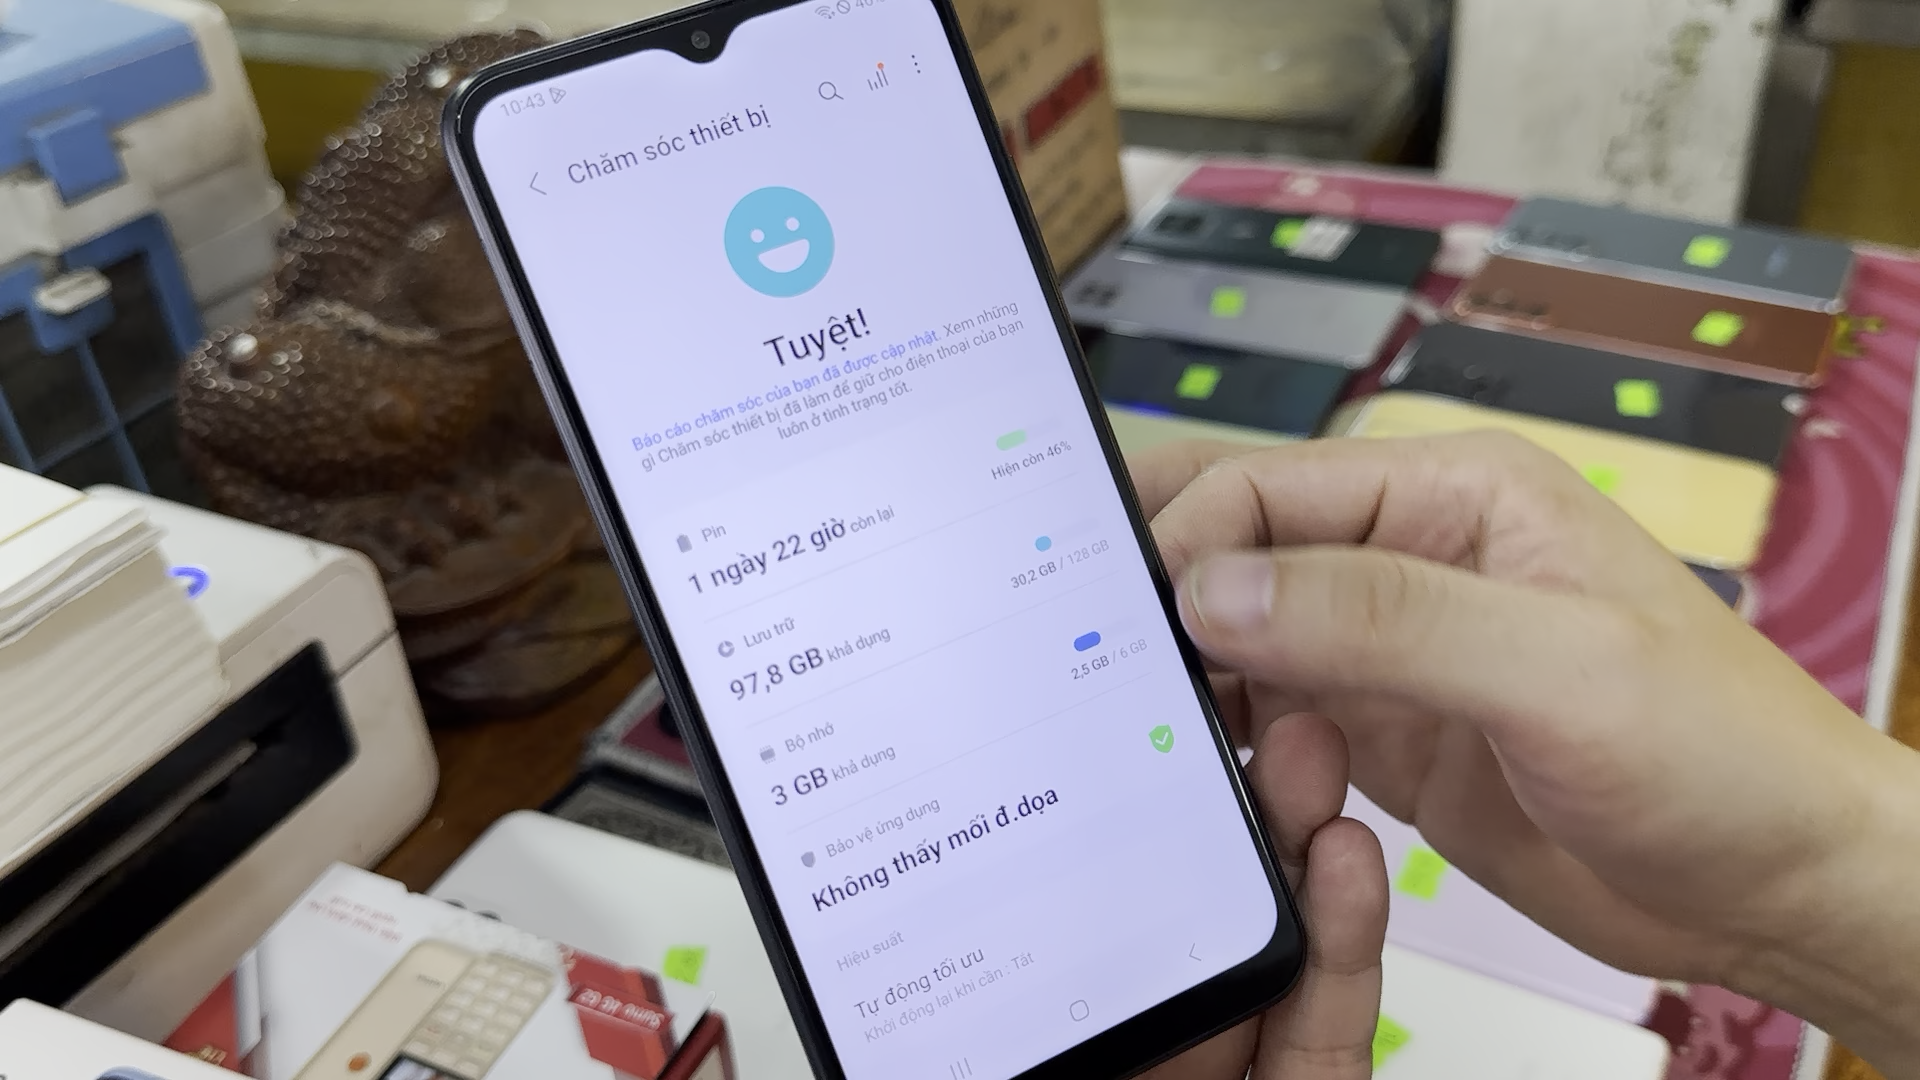 10:43
Chăm sóc thiết bị
Tuyệt!
Báo cáo chăm sóc của bạn đã được cập nhật. Xem những
gì Chăm sóc thiết bị đã làm để giữ cho điện thoại của bạn
luôn ở tình trạng tốt.
Pin
1 ngày 22 giờ còn lại
Hiện còn 46%
Lưu trữ
97,8 GB khả dụng
30,2 GB / 128 GB
Bộ nhớ
3 GB khả dụng
2,5 GB / 6 GB
Bảo vệ ứng dụng
Không thấy mối đ.dọa
Hiệu suất
Tự động tối ưu
Khởi động lại khi cần : Tắt